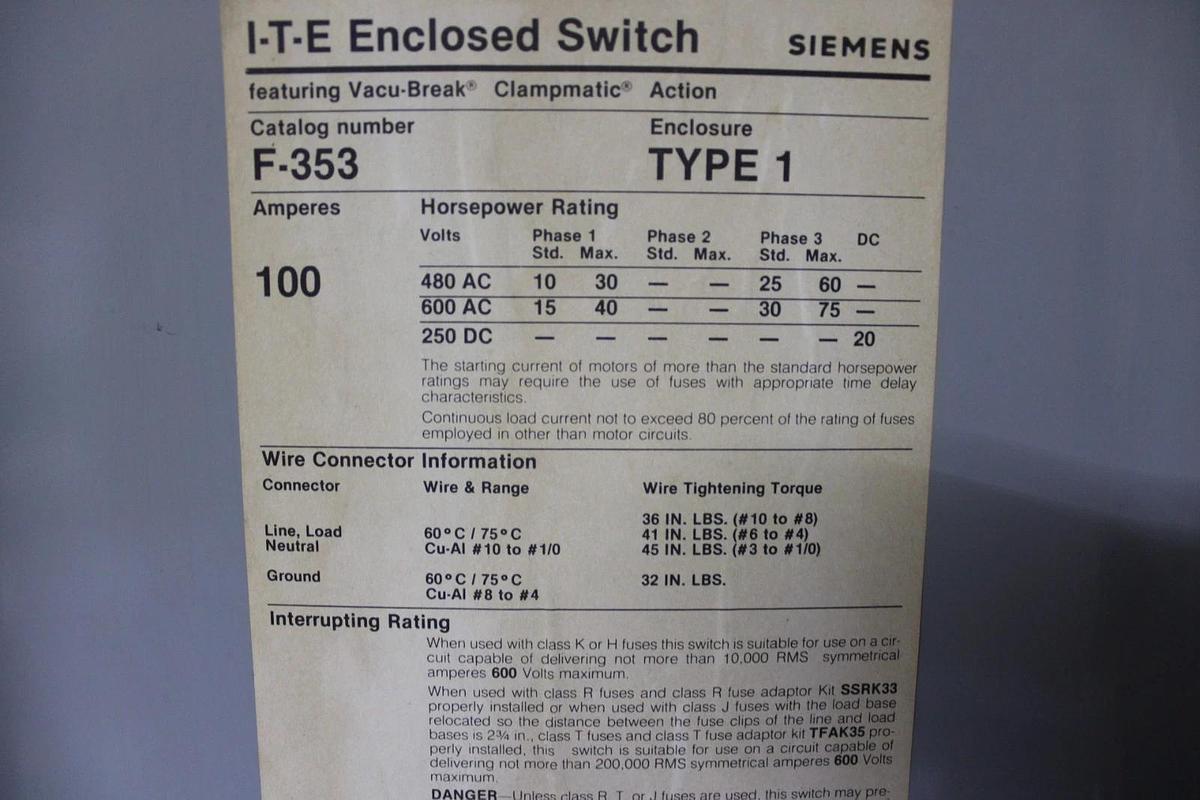 I-T-E Enclosed Switch SIEMENS
featuring Vacu-Break® Clampmatic® Action
Catalog number Enclosure
F-353 TYPE 1
Amperes Horsepower Rating
Volts Phase 1 Phase 2 Phase 3 DC
Std. Max. Std. Max. Std. Max.
100 480 AC 10 30 — — 25 60 —
600 AC 15 40 — — 30 75 —
250 DC — — — — — — 20
The starting current of motors of more than the standard horsepower
ratings may require the use of fuses with appropriate time delay
characteristics.
Continuous load current not to exceed 80 percent of the rating of fuses
employed in other than motor circuits.
Wire Connector Information
Connector Wire & Range Wire Tightening Torque
36 IN. LBS. (#10 to #8)
Line, Load 60°C / 75°C 41 IN. LBS. (#6 to #4)
Neutral Cu-Al #10 to #1/0 45 IN. LBS. (#3 to #1/0)
Ground 60°C / 75°C 32 IN. LBS.
Cu-Al #8 to #4
Interrupting Rating
When used with class K or H fuses this switch is suitable for use on a cir-
cuit capable of delivering not more than 10,000 RMS symmetrical
amperes 600 Volts maximum.
When used with class R fuses and class R fuse adaptor Kit SSRK33
properly installed or when used with class J fuses with the load base
relocated so the distance between the fuse clips of the line and load
bases is 2¾ in., class T fuses and class T fuse adaptor kit TFAK35 pro-
perly installed, this switch is suitable for use on a circuit capable of
delivering not more than 200,000 RMS symmetrical amperes 600 Volts
maximum.
DANGER—Unless class R, T, or J fuses are used, this switch may pre-